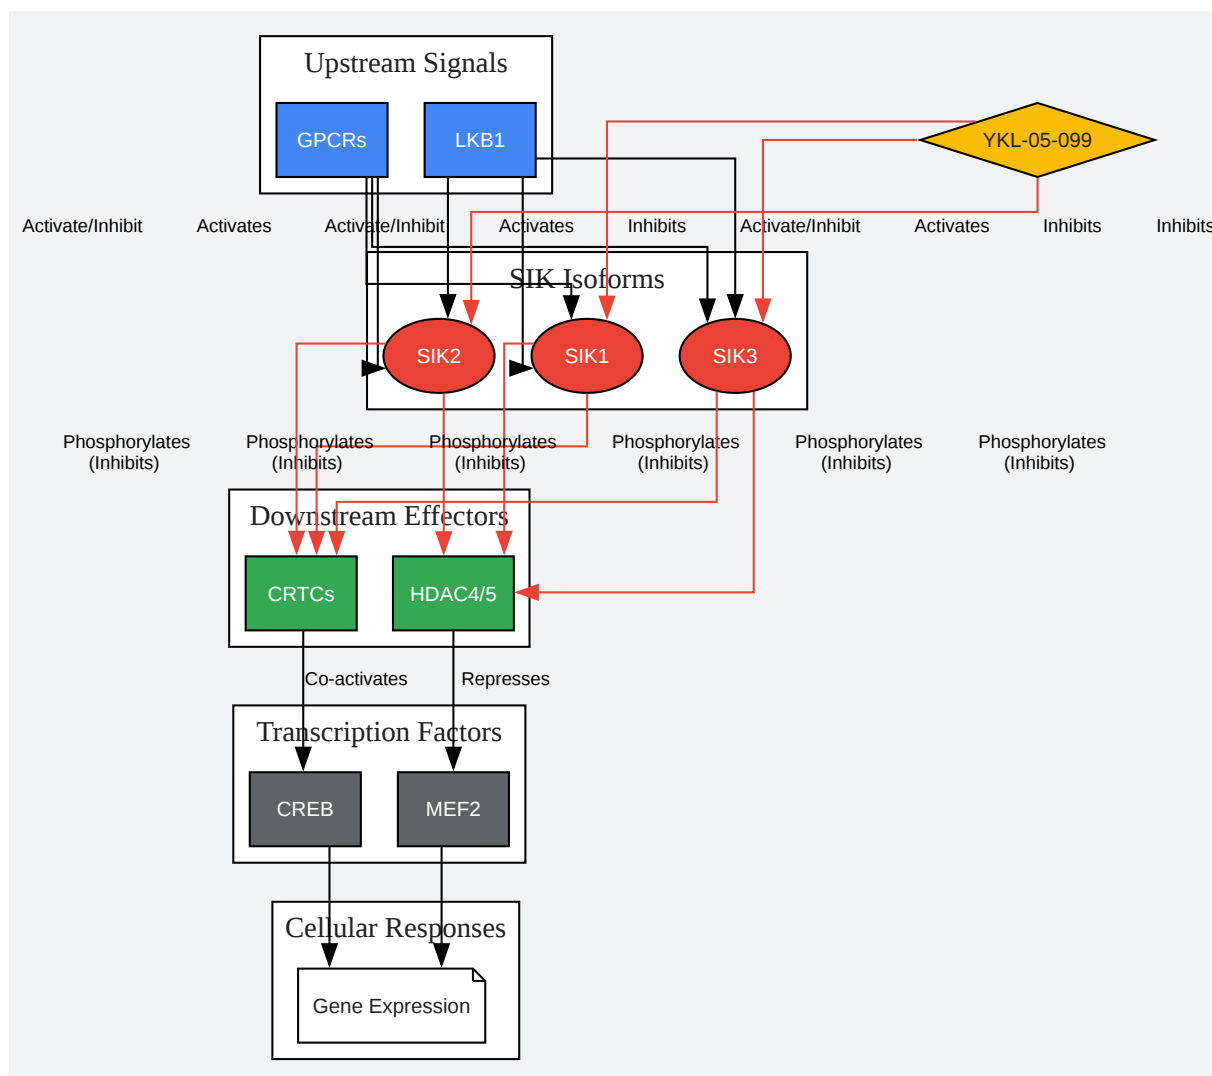 Upstream Signals
GPCRs
LKB1
YKL-05-099
Activate/Inhibit
Activates
Activate/Inhibit
Activates
Inhibits
Activate/Inhibit
Activates
Inhibits
Inhibits
SIK Isoforms
SIK2
SIK1
SIK3
Phosphorylates
(Inhibits)
Phosphorylates
(Inhibits)
Phosphorylates
(Inhibits)
Phosphorylates
(Inhibits)
Phosphorylates
(Inhibits)
Phosphorylates
(Inhibits)
Downstream Effectors
CRTCs
HDAC4/5
Co-activates
Represses
Transcription Factors
CREB
MEF2
Cellular Responses
Gene Expression